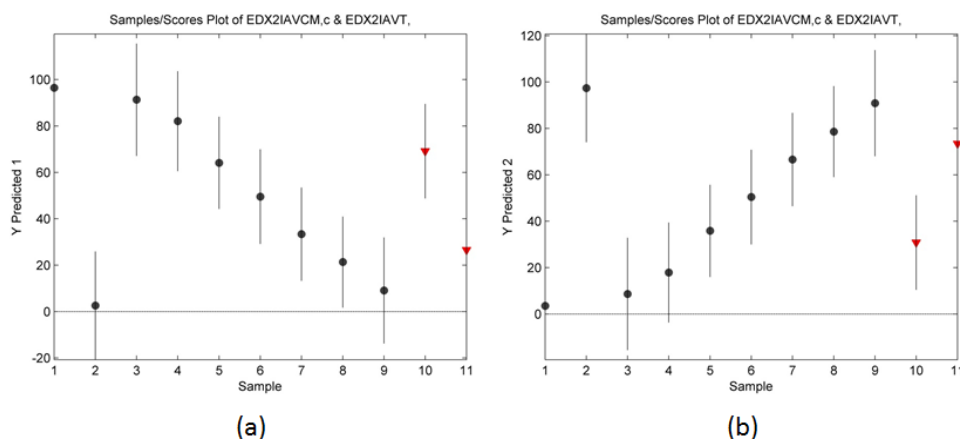 Samples/Scores Plot of EDX2IAVCM,c & EDX2IAVT,
Y Predicted 1
100
80
60
40
20
0
-20
1 2 3 4 5 6 7 8 9 10 11
Sample
(a)
Samples/Scores Plot of EDX2IAVCM,c & EDX2IAVT,
Y Predicted 2
120
100
80
60
40
20
0
1 2 3 4 5 6 7 8 9 10 11
Sample
(b)